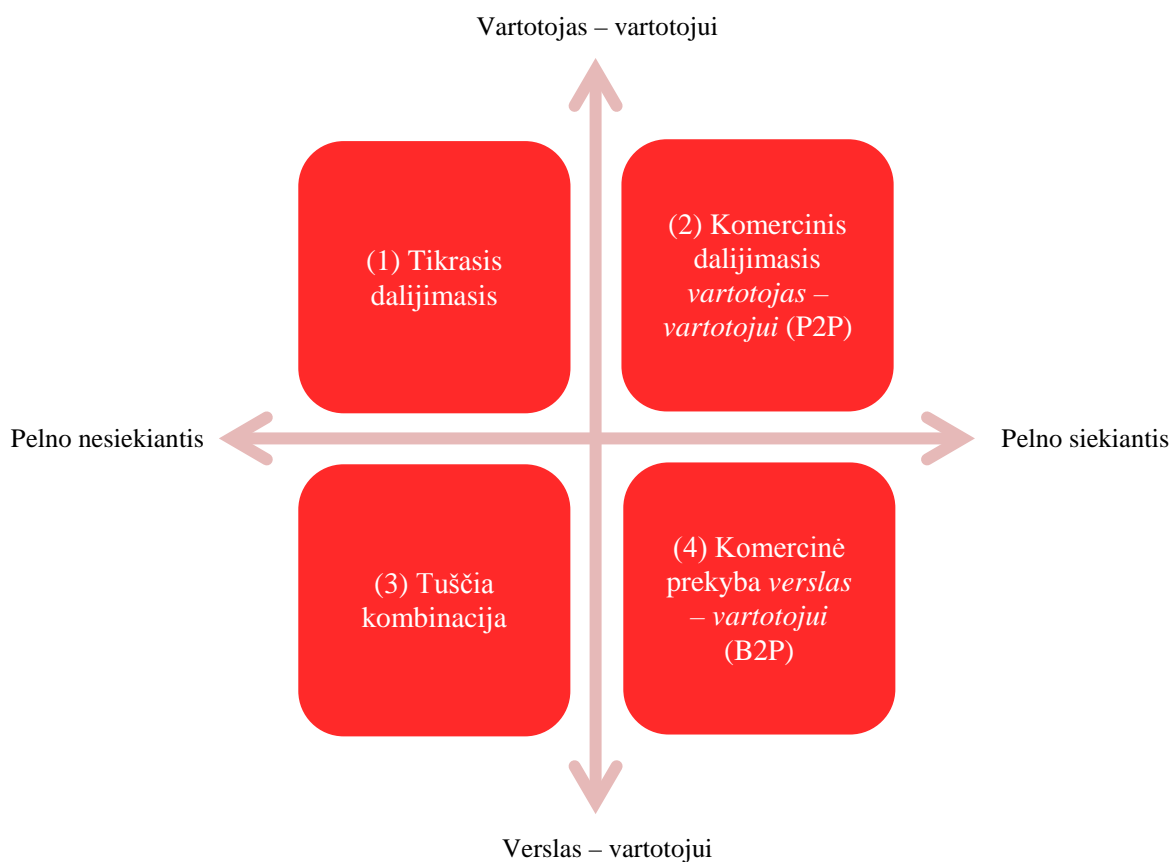 Vartotojas – vartotojui
(1) Tikrasis
dalijimasis
(2) Komercinis
dalijimasis
vartotojas –
vartotojui (P2P)
Pelno nesiekiantis
Pelno siekiantis
(3) Tuščia
kombinacija
(4) Komercinė
prekyba verslas
– vartotojui
(B2P)
Verslas – vartotojui